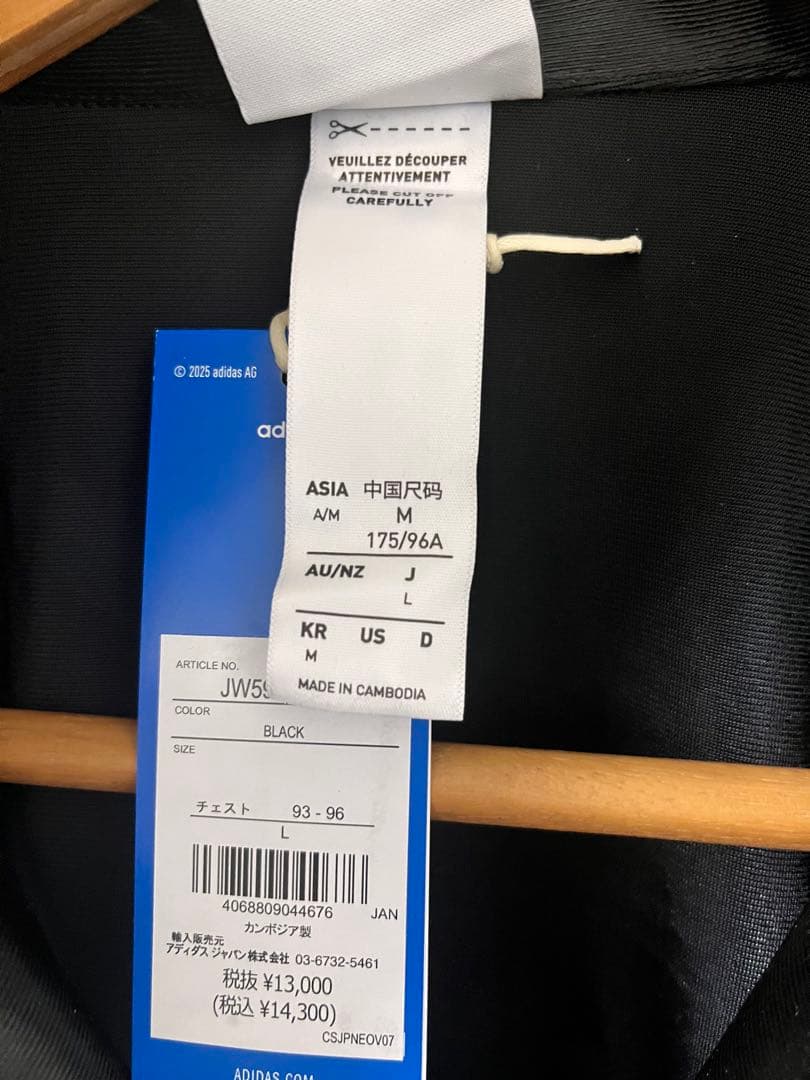 VEUILLEZ DÉCOUPER
ATTENTIVEMENT
PLEASE CUT OFF
CAREFULLY
ASIA 中国尺码
A/M M
175/96A
AU/NZ J
L
KR US D
M
MADE IN CAMBODIA
© 2025 adidas AG
ad
ARTICLE NO.
JW59
COLOR
BLACK
SIZE
チェスト 93 - 96
L
4068809044676 JAN
カンボジア製
輸入販売元
アディダス ジャパン株式会社 03-6732-5461
税抜 ¥13,000
(税込 ¥14,300)
CSJPNEOV07
ADIDAS.COM